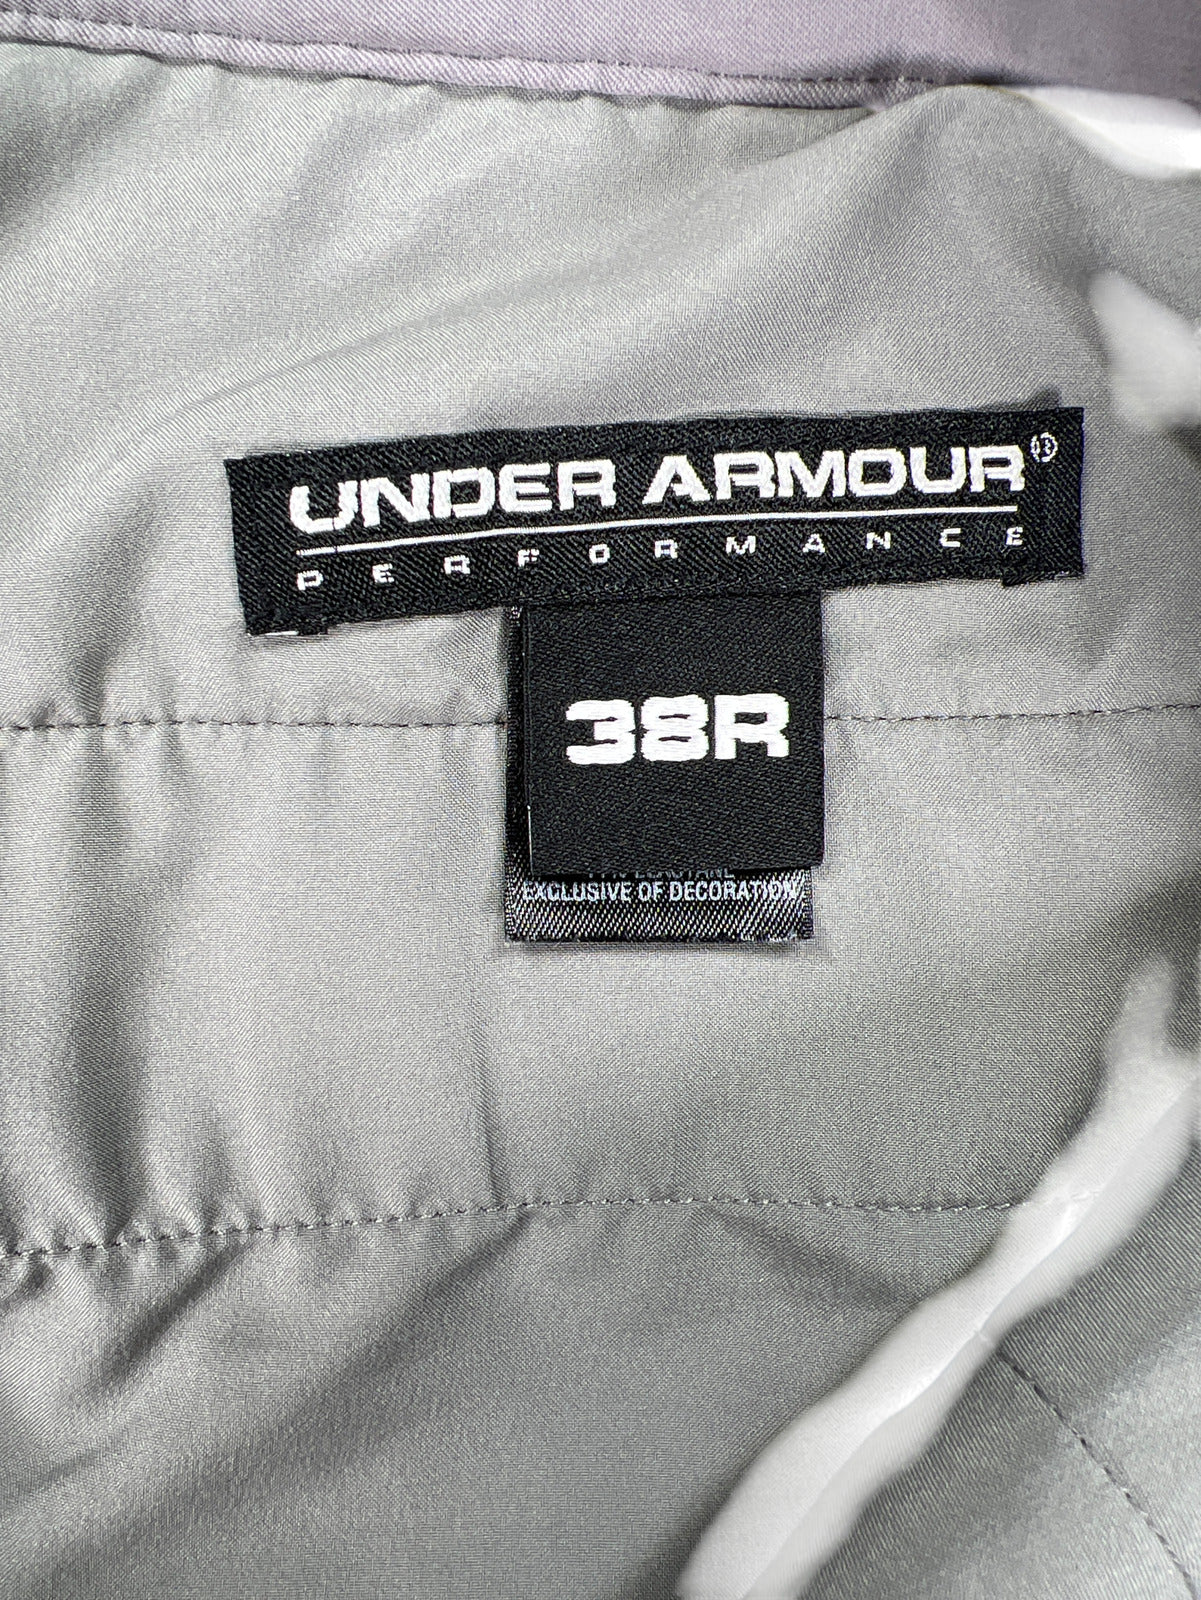 UNDER ARMOUR®
PERFORMANCE
38R
EXCLUSIVE OF DECORATION